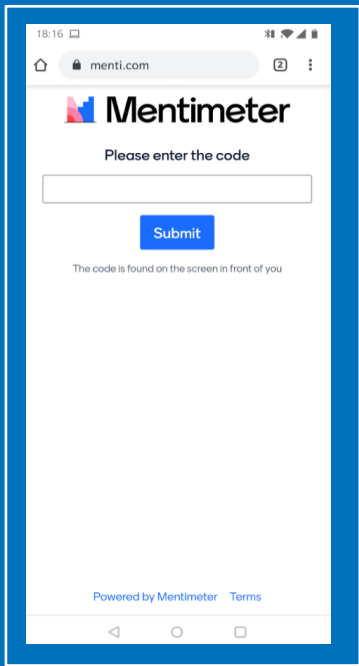 18:16
menti.com 2
Mentimeter
Please enter the code
Submit
The code is found on the screen in front of you
Powered by Mentimeter Terms